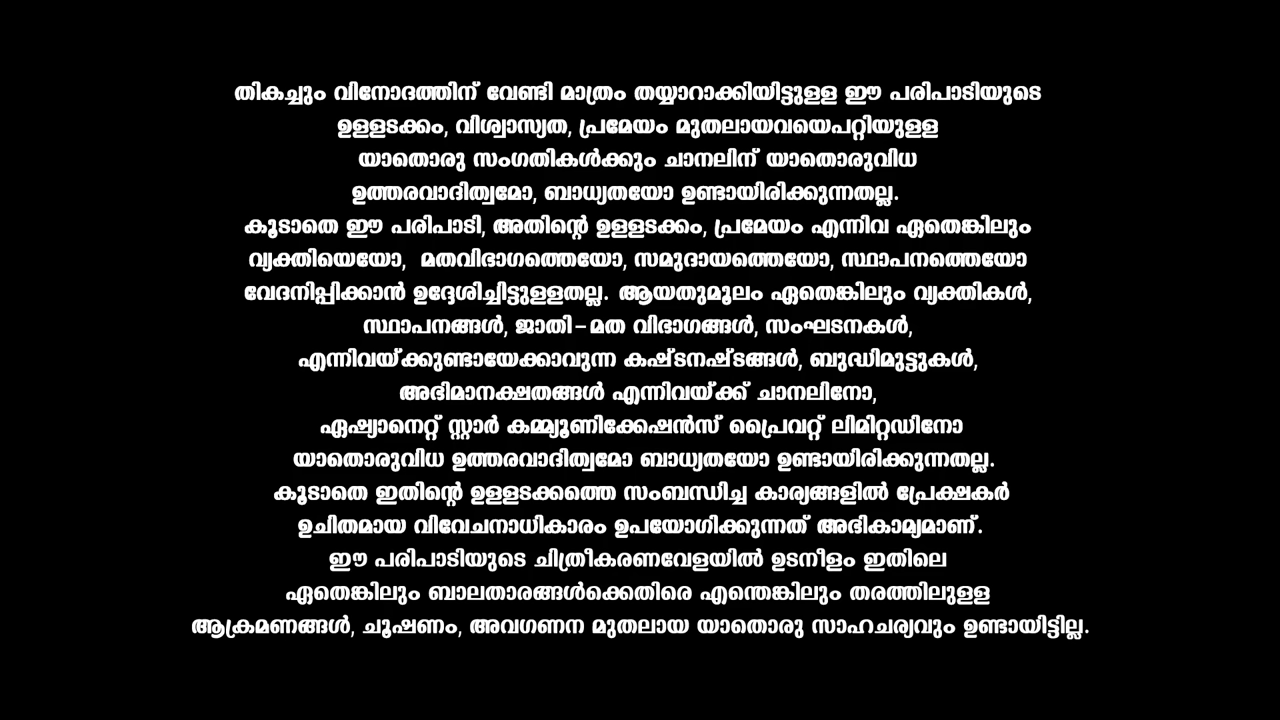 തികച്ചും വിനോദത്തിന് വേണ്ടി മാത്രം തയ്യാറാക്കിയിട്ടുള്ള ഈ പരിപാടിയുടെ
ഉള്ളടക്കം, വിശ്വാസ്യത, പ്രമേയം മുതലായവയെപറ്റിയുള്ള
യാതൊരു സംഗതികൾക്കും ചാനലിന് യാതൊരുവിധ
ഉത്തരവാദിത്വമോ, ബാധ്യതയോ ഉണ്ടായിരിക്കുന്നതല്ല.
കൂടാതെ ഈ പരിപാടി, അതിന്റെ ഉള്ളടക്കം, പ്രമേയം എന്നിവ ഏതെങ്കിലും
വ്യക്തിയെയോ, മതവിഭാഗത്തെയോ, സമുദായത്തെയോ, സ്ഥാപനത്തെയോ
വേദനിപ്പിക്കാൻ ഉദ്ദേശിച്ചിട്ടുള്ളതല്ല. ആയതുമൂലം ഏതെങ്കിലും വ്യക്തികൾ,
സ്ഥാപനങ്ങൾ, ജാതി-മത വിഭാഗങ്ങൾ, സംഘടനകൾ,
എന്നിവയ്ക്കുണ്ടായേക്കാവുന്ന കഷ്ടനഷ്ടങ്ങൾ, ബുദ്ധിമുട്ടുകൾ,
അഭിമാനക്ഷതങ്ങൾ എന്നിവയ്ക്ക് ചാനലിനോ,
ഏഷ്യാനെറ്റ് സ്റ്റാർ കമ്മ്യൂണിക്കേഷൻസ് പ്രൈവറ്റ് ലിമിറ്റഡിനോ
യാതൊരുവിധ ഉത്തരവാദിത്വമോ ബാധ്യതയോ ഉണ്ടായിരിക്കുന്നതല്ല.
കൂടാതെ ഇതിന്റെ ഉള്ളടക്കത്തെ സംബന്ധിച്ച കാര്യങ്ങളിൽ പ്രേക്ഷകർ
ഉചിതമായ വിവേചനാധികാരം ഉപയോഗിക്കുന്നത് അഭികാമ്യമാണ്.
ഈ പരിപാടിയുടെ ചിത്രീകരണവേളയിൽ ഉടനീളം ഇതിലെ
ഏതെങ്കിലും ബാലതാരങ്ങൾക്കെതിരെ എന്തെങ്കിലും തരത്തിലുള്ള
ആക്രമണങ്ങൾ, ചൂഷണം, അവഗണന മുതലായ യാതൊരു സാഹചര്യവും ഉണ്ടായിട്ടില്ല.